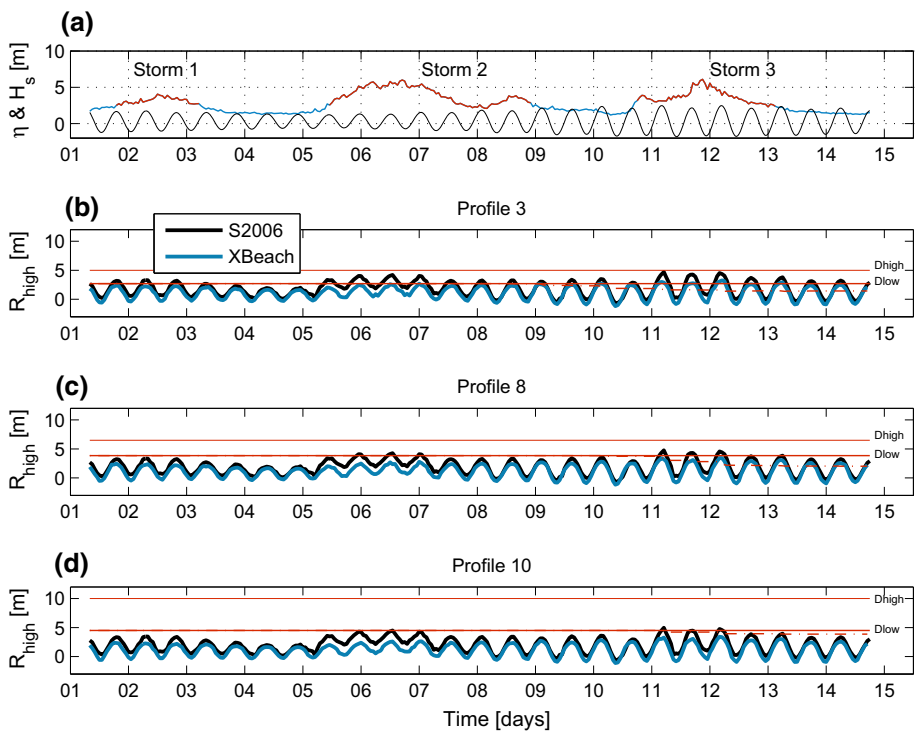 (a)
η & Hs [m]
10
5
0
Storm 1 Storm 2 Storm 3
01 02 03 04 05 06 07 08 09 10 11 12 13 14 15
(b)
Profile 3
S2006
XBeach
Rhigh [m]
10
5
0
Dhigh
Dlow
01 02 03 04 05 06 07 08 09 10 11 12 13 14 15
(c)
Profile 8
Rhigh [m]
10
5
0
Dhigh
Dlow
01 02 03 04 05 06 07 08 09 10 11 12 13 14 15
(d)
Profile 10
Rhigh [m]
10
5
0
Dhigh
Dlow
01 02 03 04 05 06 07 08 09 10 11 12 13 14 15
Time [days]